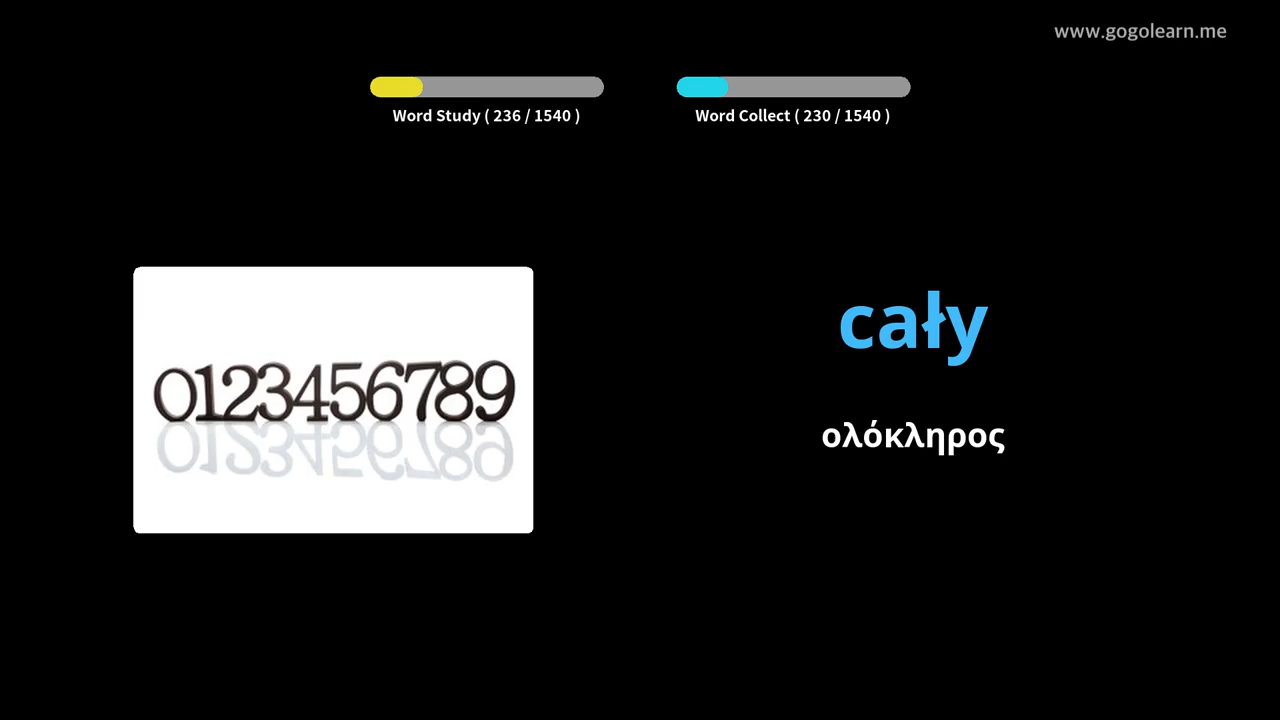 www.gogolearn.me
Word Study ( 236 / 1540 )
Word Collect ( 230 / 1540 )
0123456789
cały
ολόκληρος